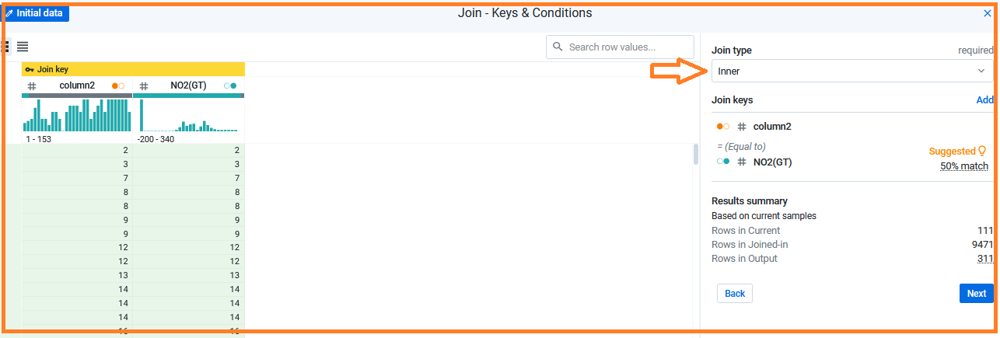 Initial data
Join - Keys & Conditions
Search row values...
Join key
column2 NO2(GT)
1 - 153 -200 - 340
2 2
3 3
7 7
8 8
8 8
9 9
9 9
12 12
12 12
13 13
14 14
14 14
14 14
16 16
Join type required
Inner
Join keys Add
column2
= (Equal to)
Suggested
NO2(GT)
50% match
Results summary
Based on current samples
Rows in Current 111
Rows in Joined-in 9471
Rows in Output 311
Back Next